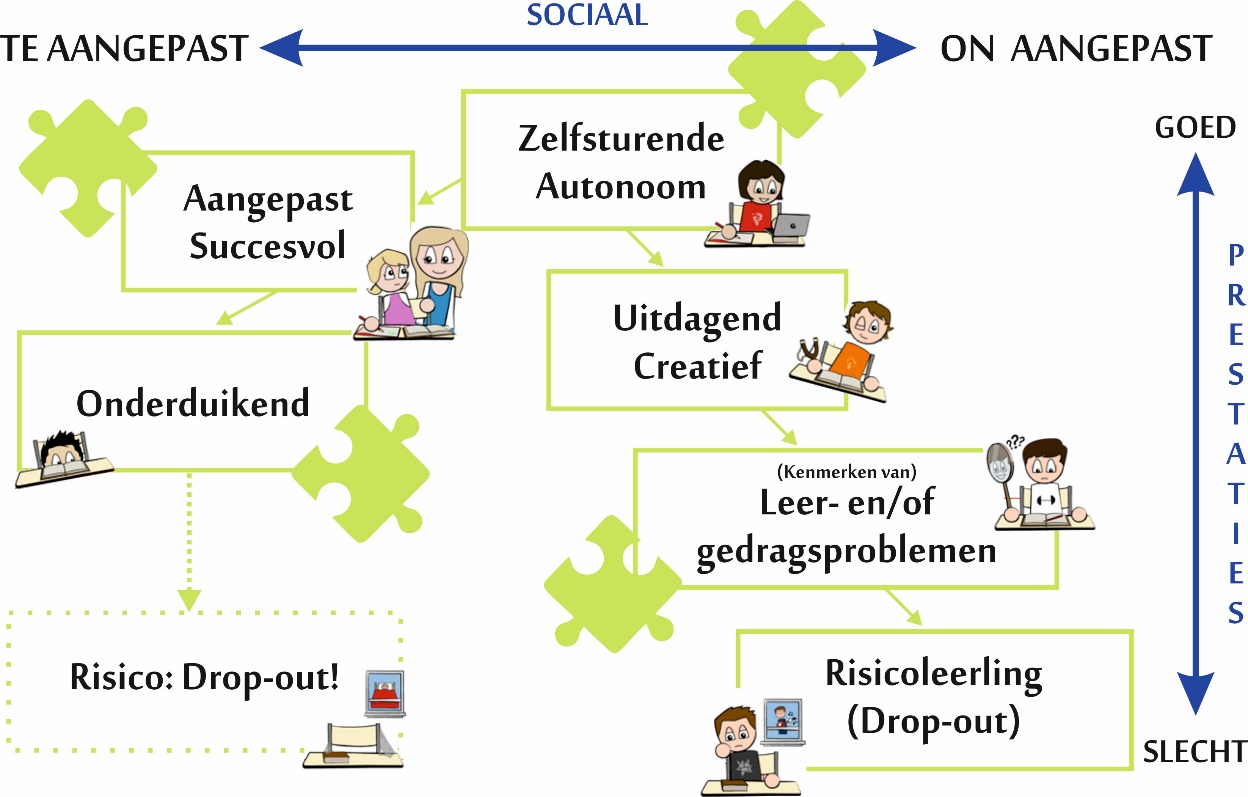 SOCIAAL
TE AANGEPAST
ON AANGEPAST
GOED
Zelfsturende
Autonoom
Aangepast
Succesvol
PRESTATIES
Uitdagend
Creatief
Onderduikend
???
(Kenmerken van)
Leer- en/of
gedragsproblemen
Risico: Drop-out!
Risicoleerling
(Drop-out)
SLECHT